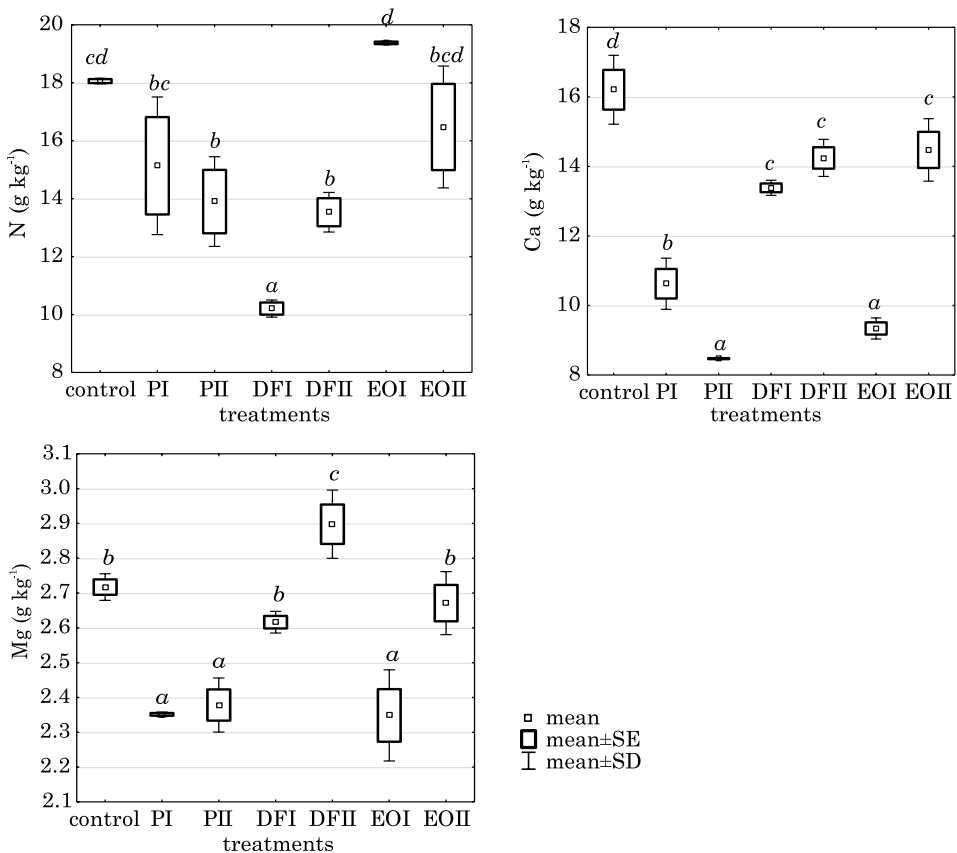 N (g kg⁻¹)
20
18
16
14
12
10
8
cd
bc
b
a
b
d
bcd
control PI PII DFI DFII EOI EOII
treatments
Ca (g kg⁻¹)
18
16
14
12
10
8
d
b
a
c
c
a
c
control PI PII DFI DFII EOI EOII
treatments
Mg (g kg⁻¹)
3.1
3.0
2.9
2.8
2.7
2.6
2.5
2.4
2.3
2.2
2.1
b
a
a
b
c
a
b
control PI PII DFI DFII EOI EOII
treatments
mean
mean±SE
mean±SD